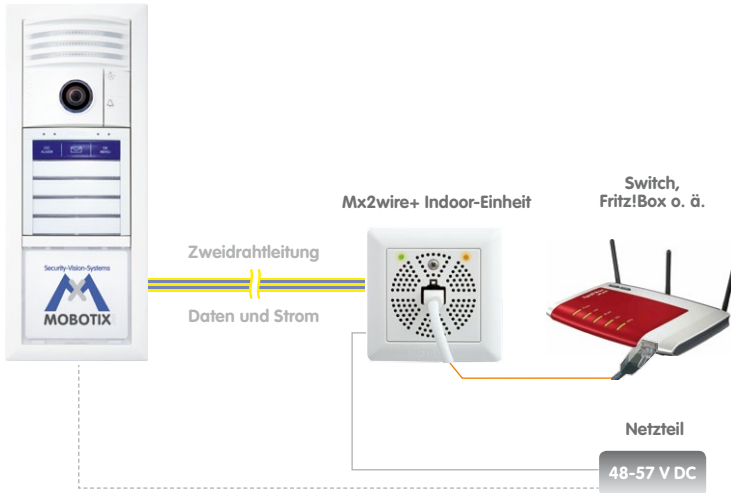 Switch,
Fritz!Box o. ä.
Mx2wire+ Indoor-Einheit
Zweidrahtleitung
Daten und Strom
Security-Vision-Systems
MOBOTIX
Netzteil
48-57 V DC